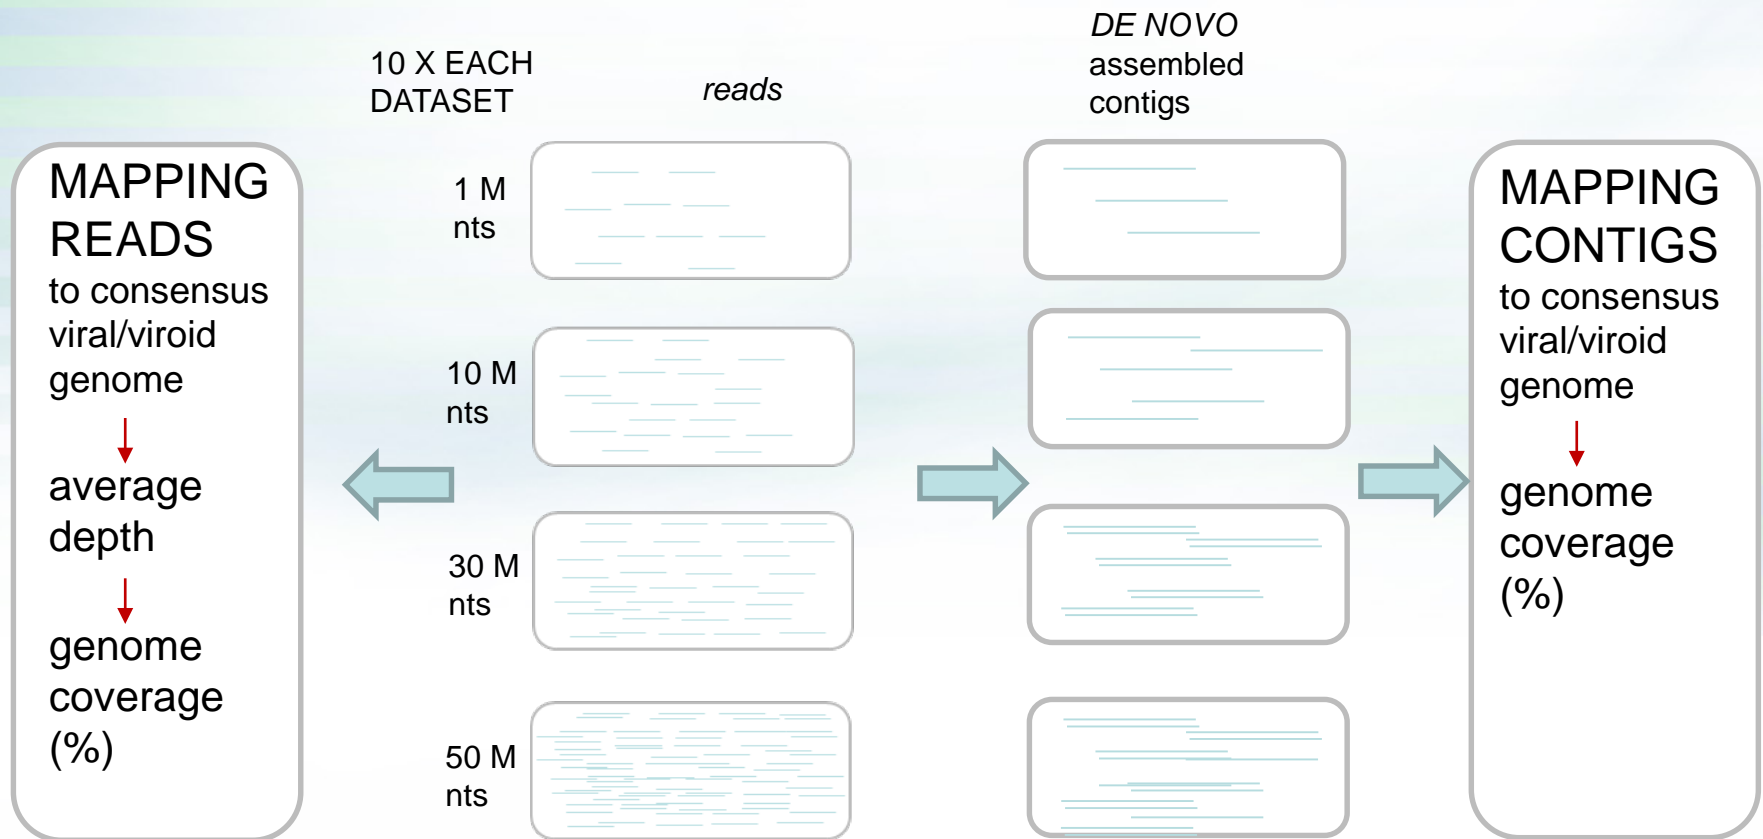 10 X EACH
DATASET
reads
DE NOVO
assembled
contigs
MAPPING
READS
to consensus
viral/viroid
genome
average
depth
genome
coverage
(%)
1 M
nts
10 M
nts
30 M
nts
50 M
nts
MAPPING
CONTIGS
to consensus
viral/viroid
genome
genome
coverage
(%)